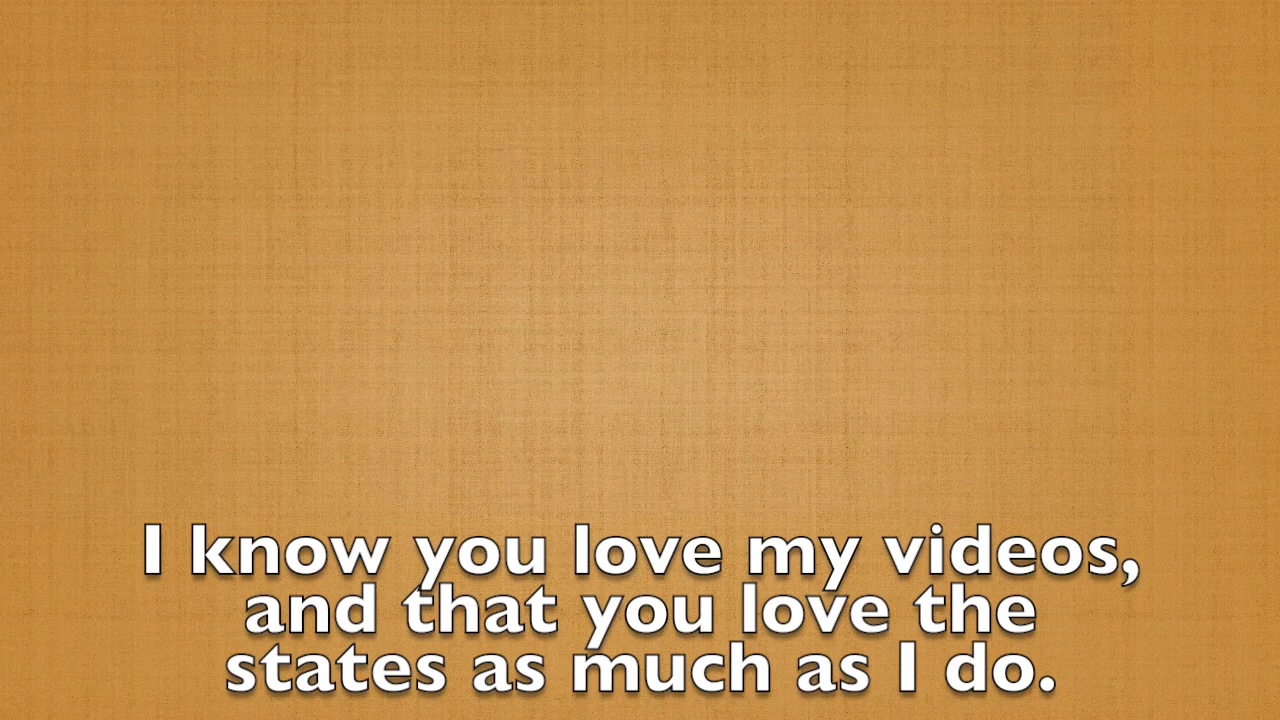 I know you love my videos,
and that you love the
states as much as I do.